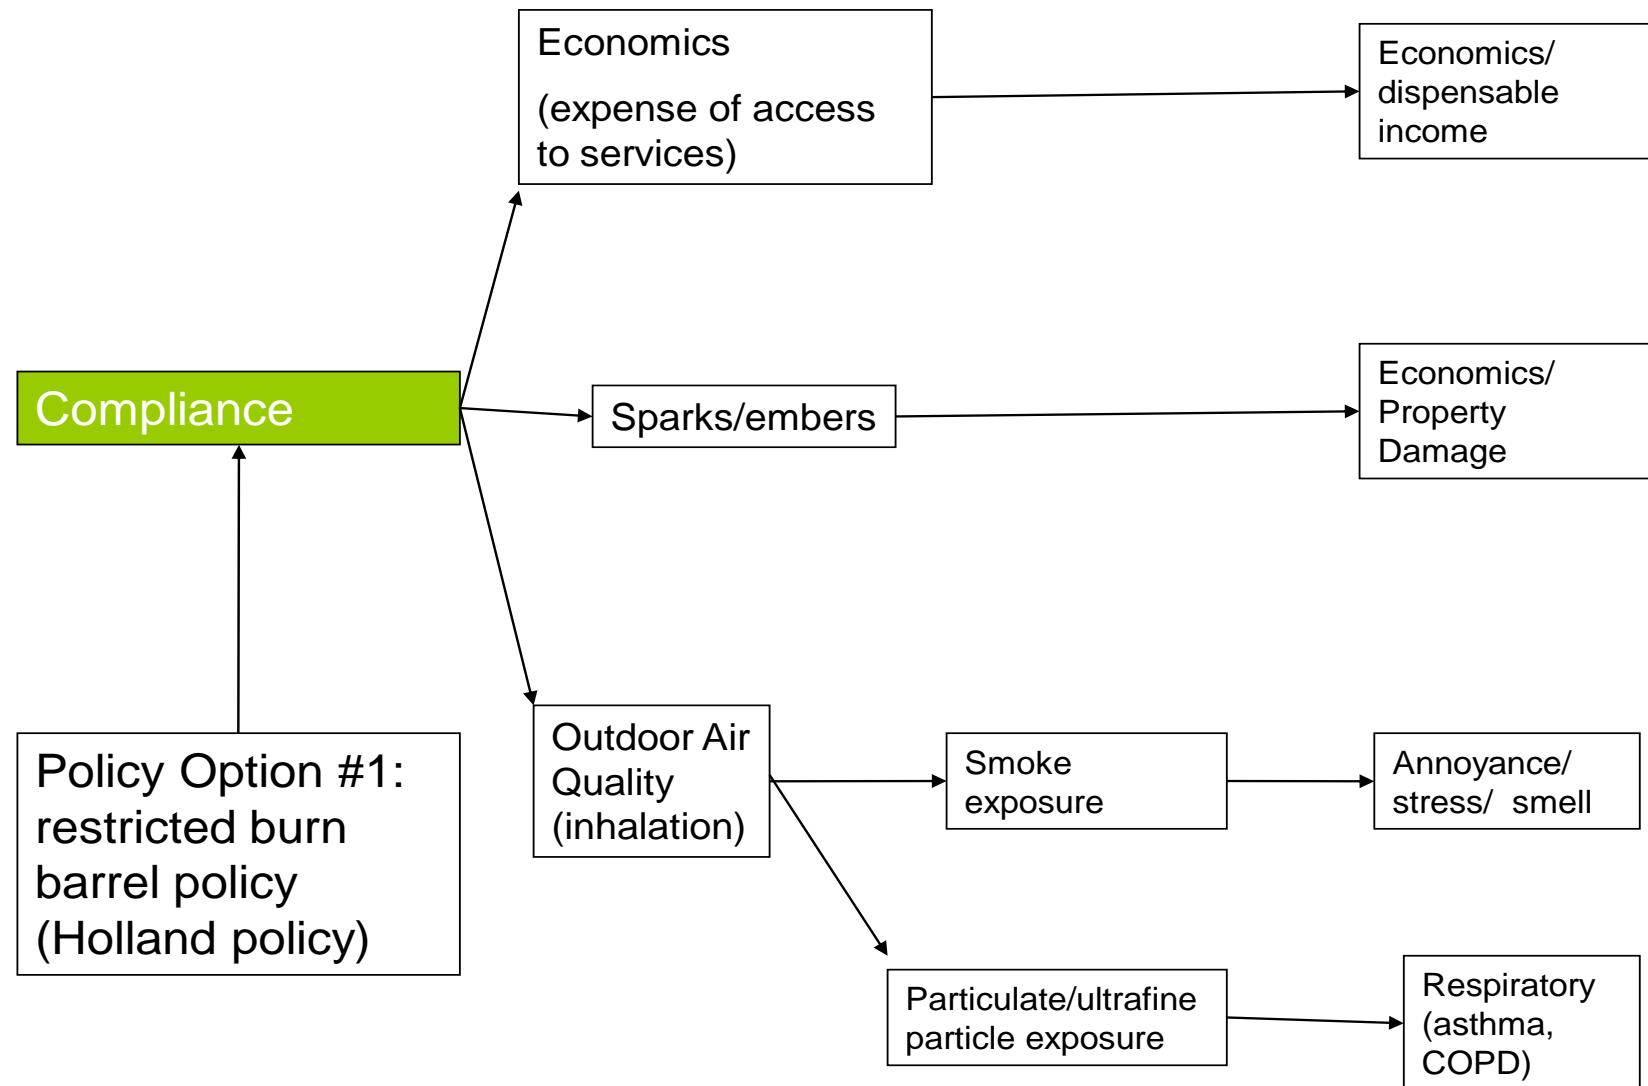 Economics
(expense of access
to services)
Economics/
dispensable
income
Compliance
Sparks/embers
Economics/
Property
Damage
Policy Option #1:
restricted burn
barrel policy
(Holland policy)
Outdoor Air
Quality
(inhalation)
Smoke
exposure
Annoyance/
stress/ smell
Particulate/ultrafine
particle exposure
Respiratory
(asthma,
COPD)